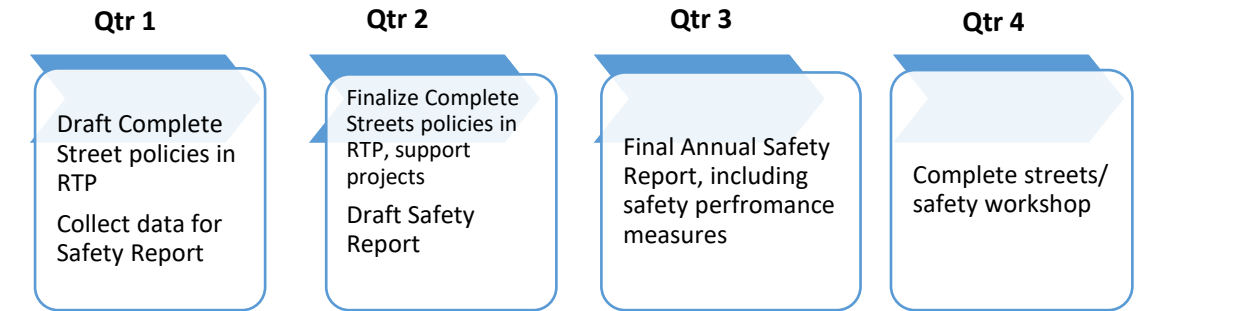 Qtr 1
Draft Complete
Street policies in
RTP
Collect data for
Safety Report
Qtr 2
Finalize Complete
Streets policies in
RTP, support
projects
Draft Safety
Report
Qtr 3
Final Annual Safety
Report, including
safety perfromance
measures
Qtr 4
Complete streets/
safety workshop